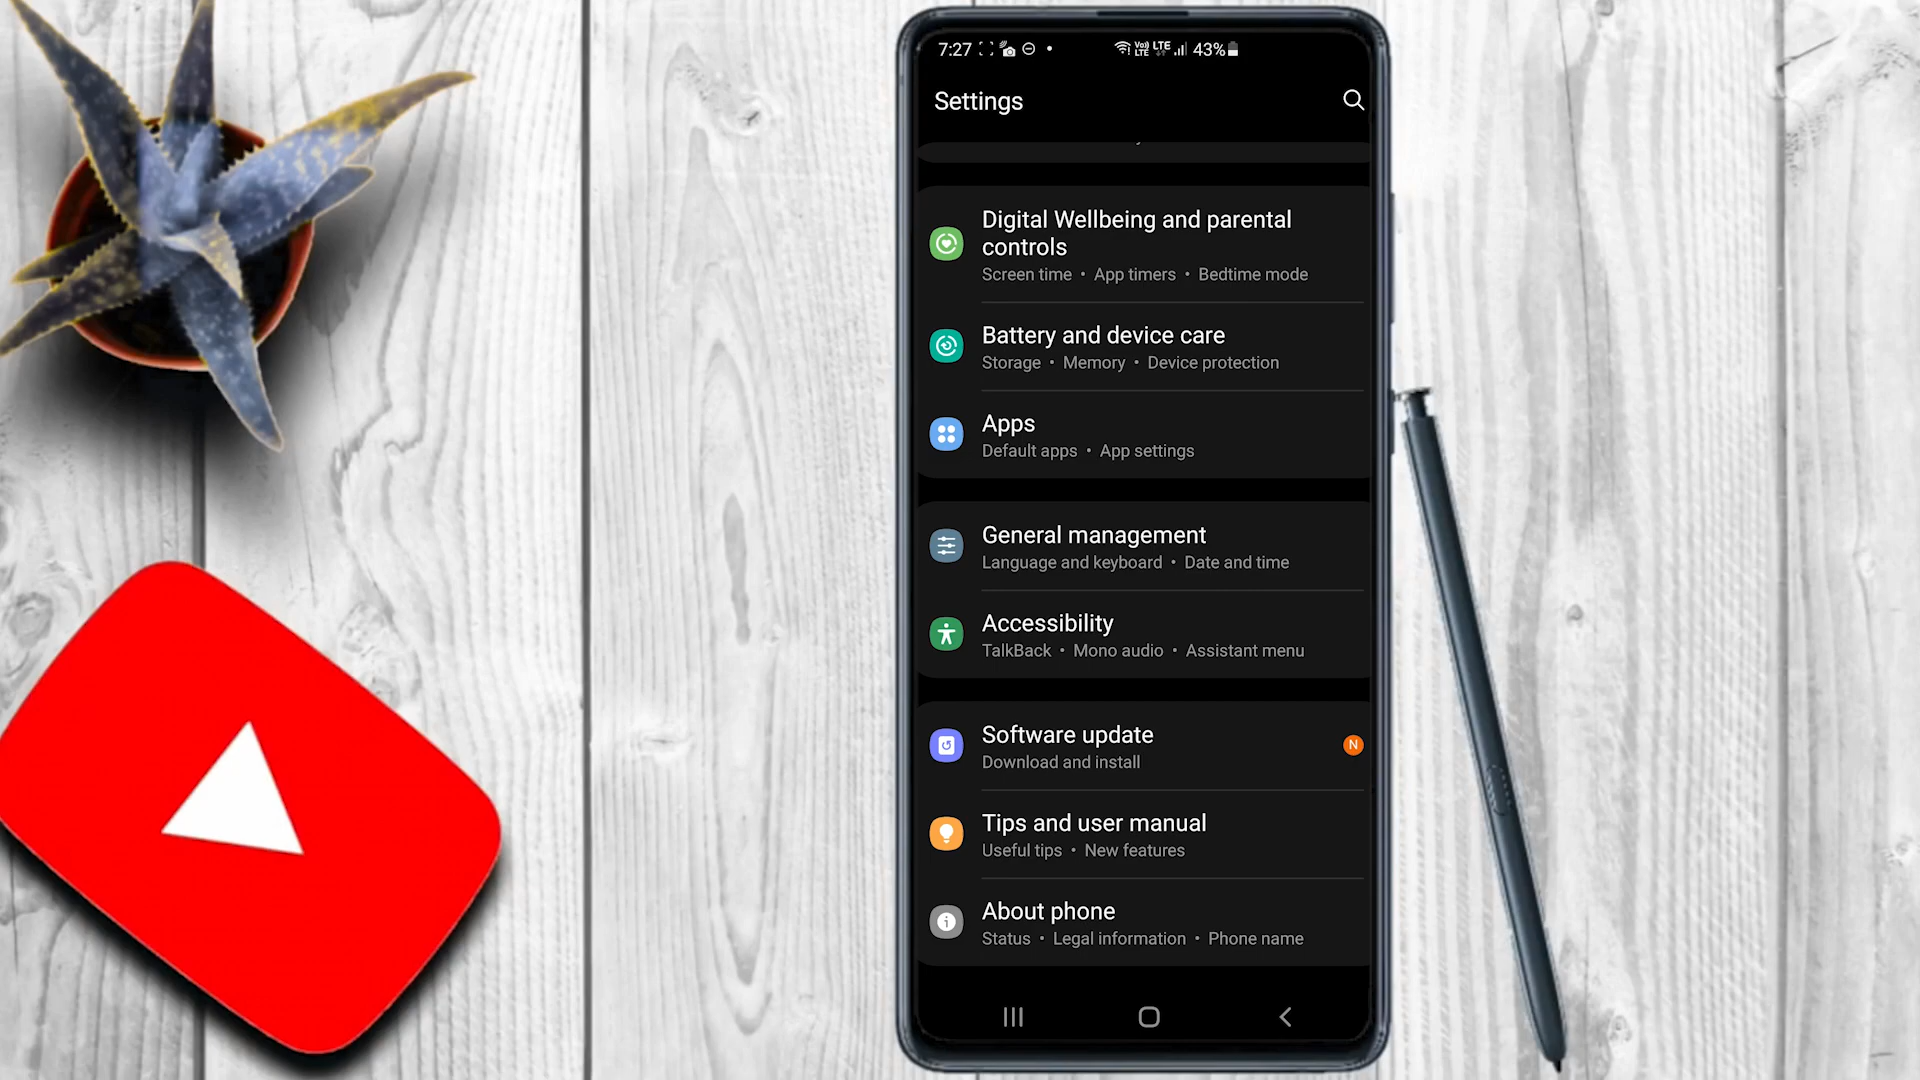 7:27
Vo)) LTE
LTE
43%
Settings
Digital Wellbeing and parental
controls
Screen time • App timers • Bedtime mode
Battery and device care
Storage • Memory • Device protection
Apps
Default apps • App settings
General management
Language and keyboard • Date and time
Accessibility
TalkBack • Mono audio • Assistant menu
Software update
N
Download and install
Tips and user manual
Useful tips • New features
About phone
Status • Legal information • Phone name